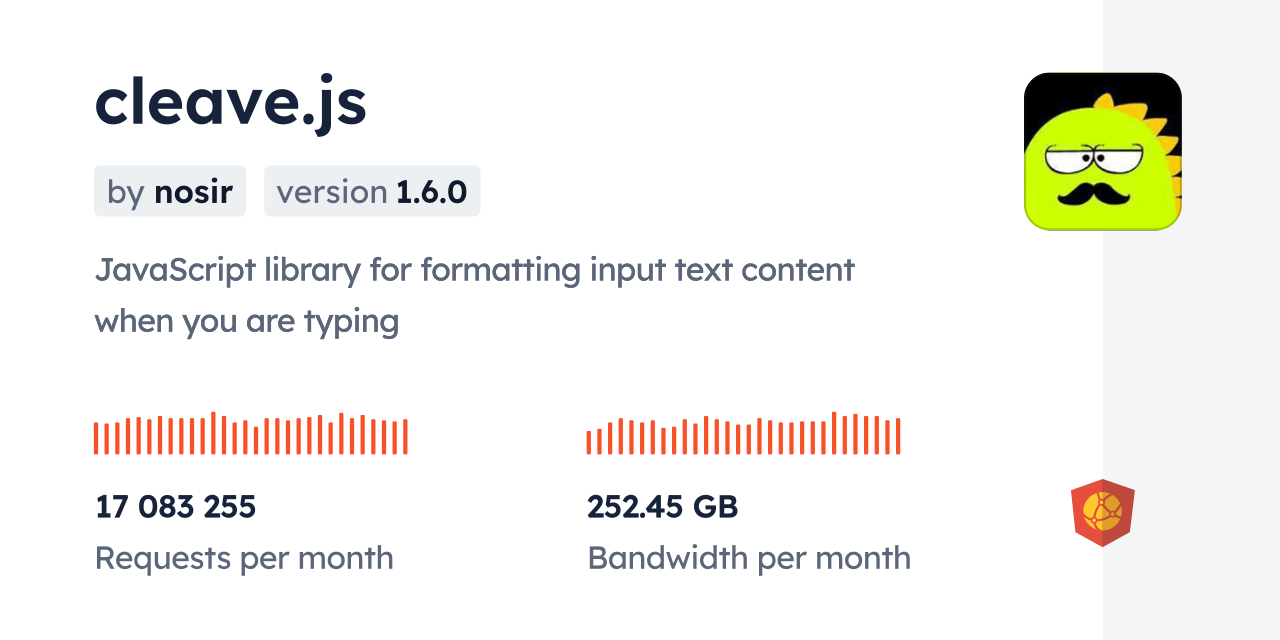 cleave.js
by nosir version 1.6.0
JavaScript library for formatting input text content
when you are typing
17 083 255 252.45 GB
Requests per month Bandwidth per month